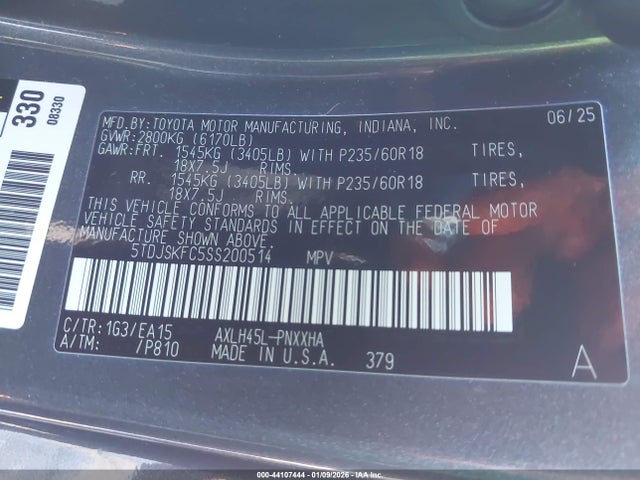 330
08330
MFD.BY:TOYOTA MOTOR MANUFACTURING, INDIANA, INC. 06/25
GVWR:2800KG (6170LB)
GAWR:FRT. 1545KG (3405LB) WITH P235/60R18 TIRES,
18X7.5J RIMS.
RR. 1545KG (3405LB) WITH P235/60R18 TIRES,
18X7.5J RIMS.
THIS VEHICLE CONFORMS TO ALL APPLICABLE FEDERAL MOTOR
VEHICLE SAFETY STANDARDS IN EFFECT ON THE DATE OF
MANUFACTURE SHOWN ABOVE.
5TDJSKFC5SS200514 MPV
C/TR:1G3/EA15 AXLH45L-PNXXHA
A/TM: /P810 MADE IN U.S.A. 379 A
000-44107444 - 01/09/2026 - IAA Inc.